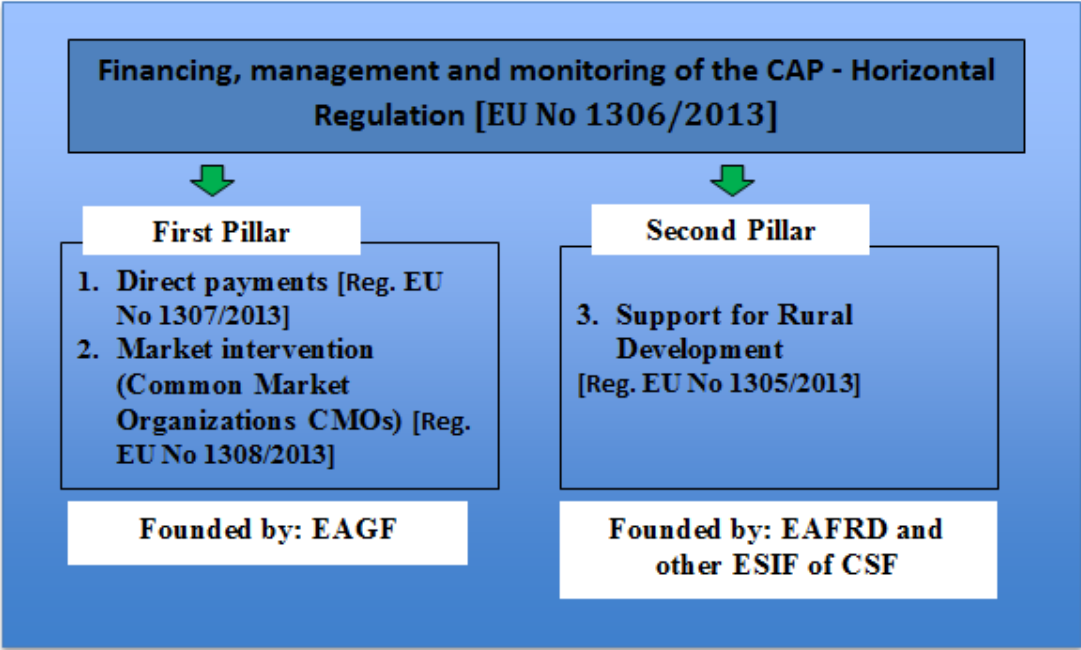 Financing, management and monitoring of the CAP - Horizontal
Regulation [EU No 1306/2013]
First Pillar
1. Direct payments [Reg. EU
No 1307/2013]
2. Market intervention
(Common Market
Organizations CMOs) [Reg.
EU No 1308/2013]
Founded by: EAGF
Second Pillar
3. Support for Rural
Development
[Reg. EU No 1305/2013]
Founded by: EAFRD and
other ESIF of CSF